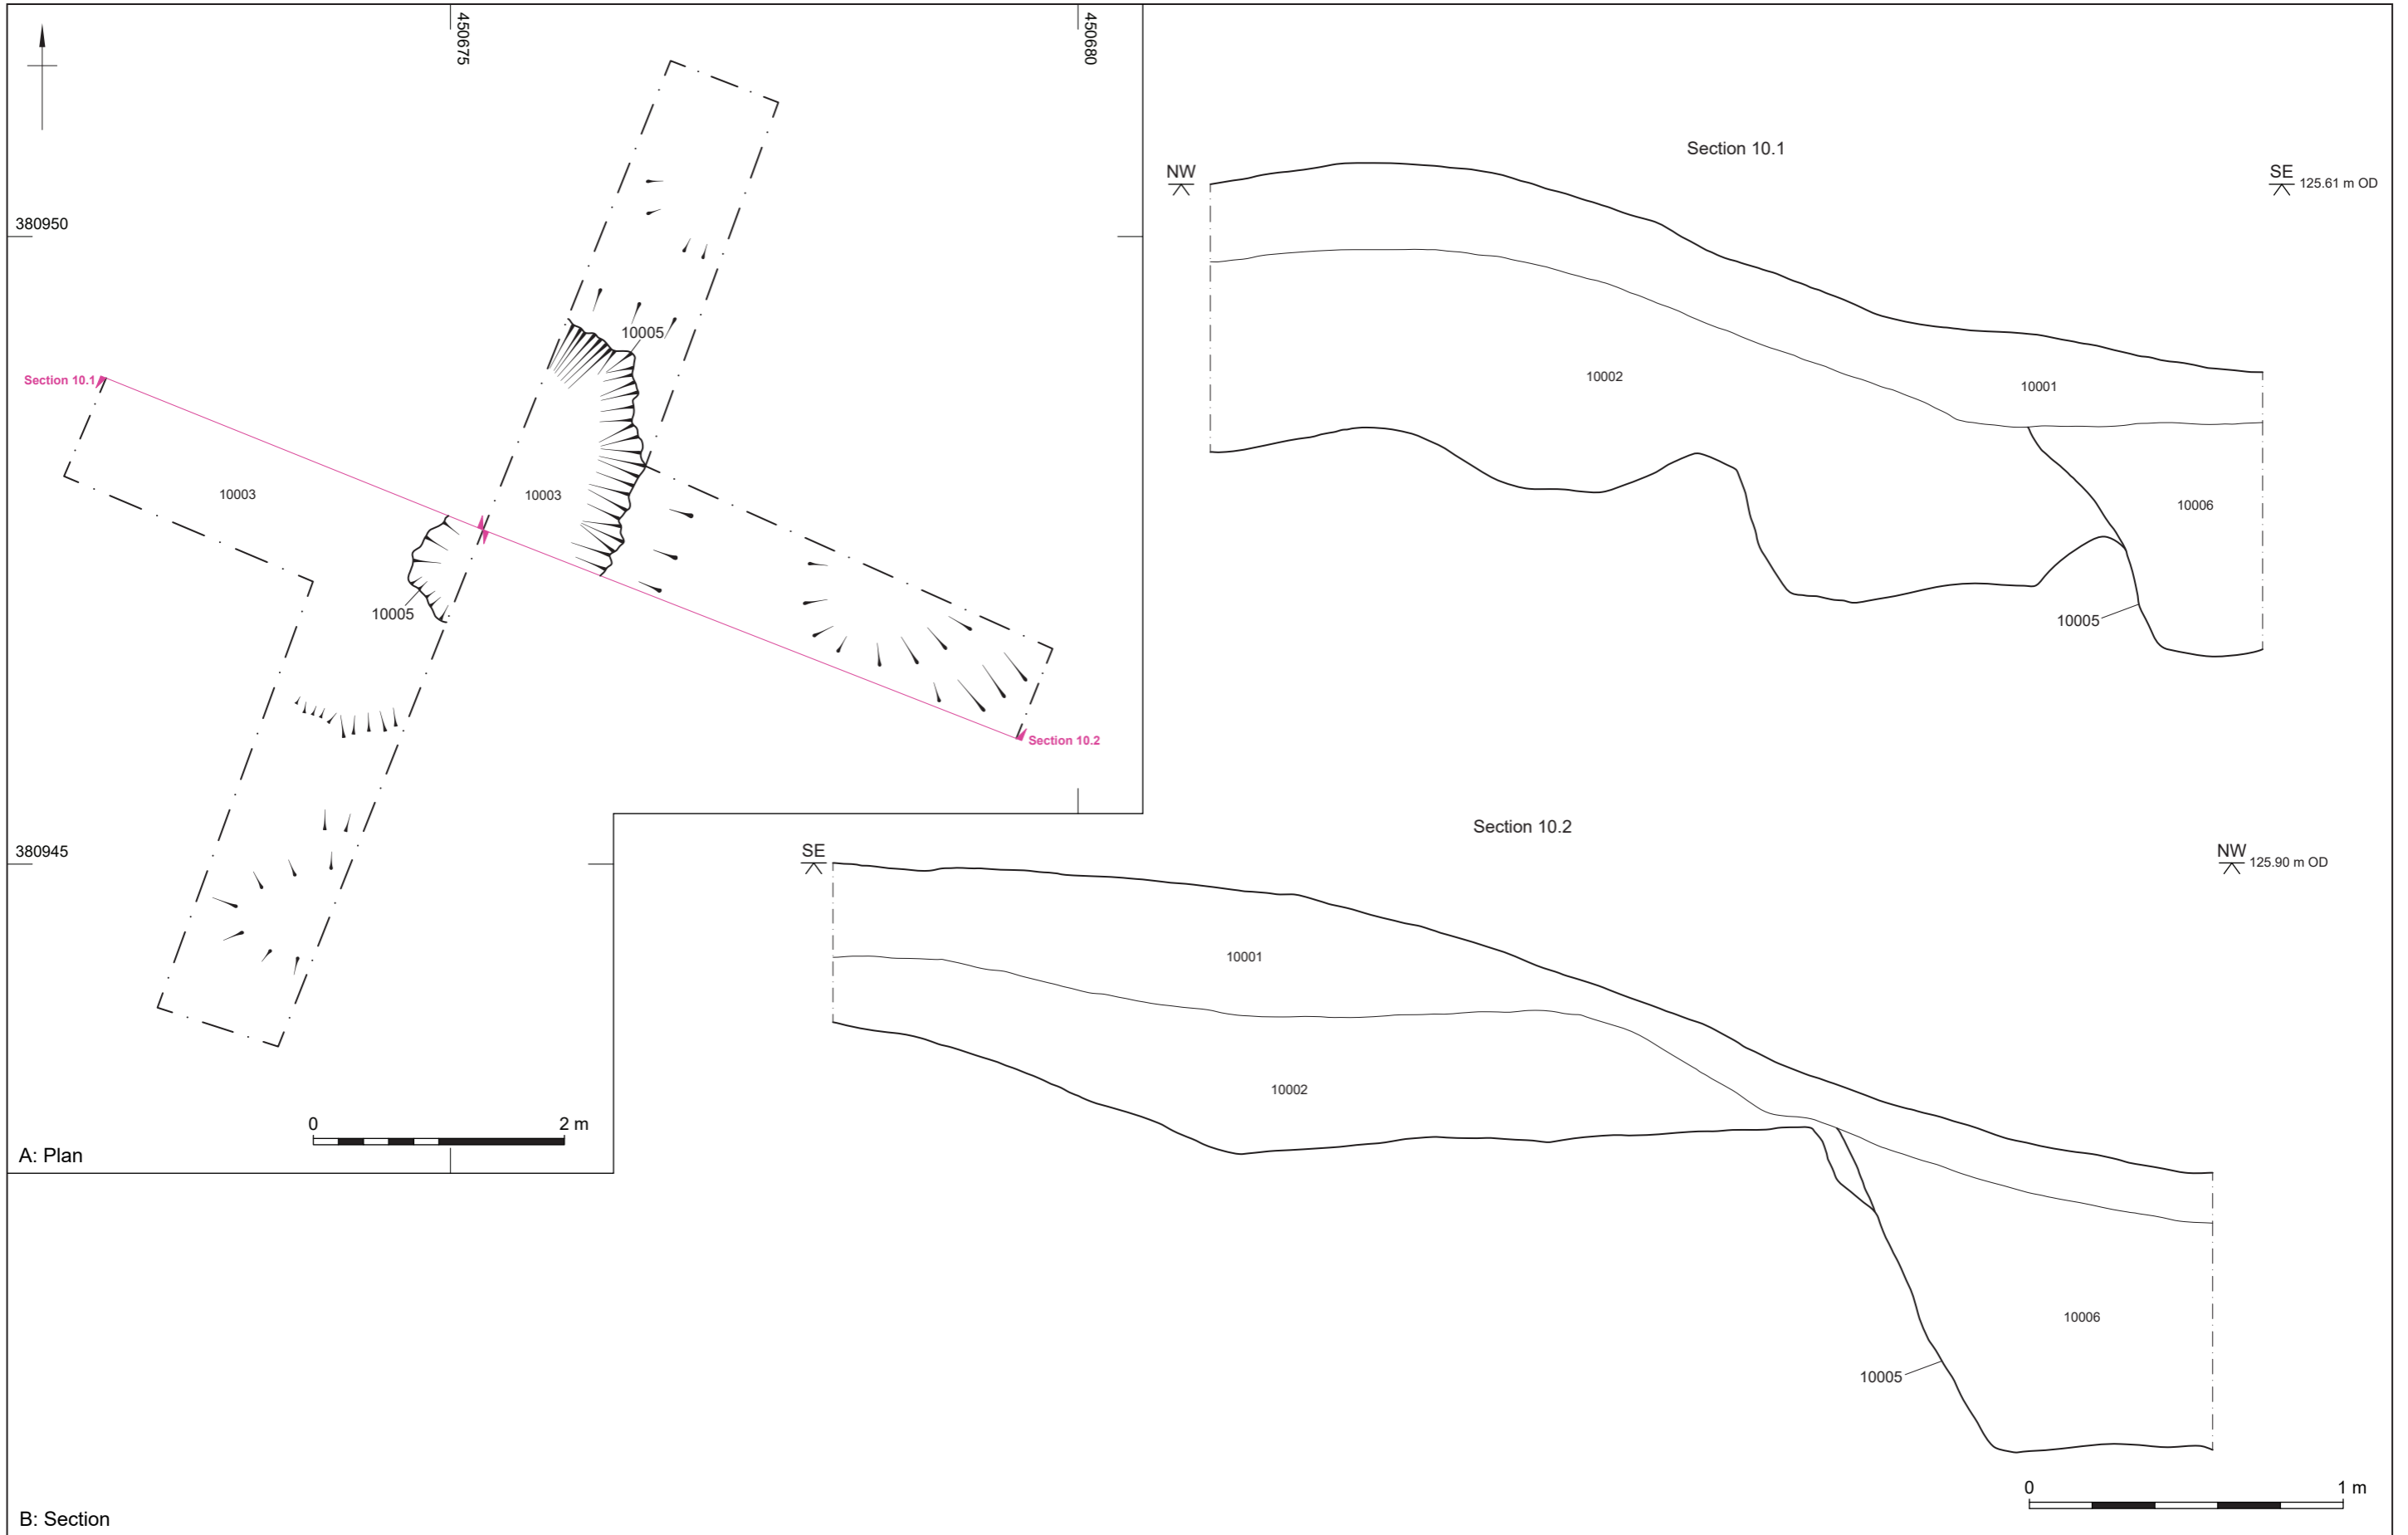 450675
450680
380950
10005
Section 10.1
10003
10003
10005
Section 10.2
380945
0 2 m
A: Plan
Section 10.1
NW
SE 125.61 m OD
10002
10001
10006
10005
Section 10.2
SE
NW 125.90 m OD
10001
10002
10006
10005
0 1 m
B: Section